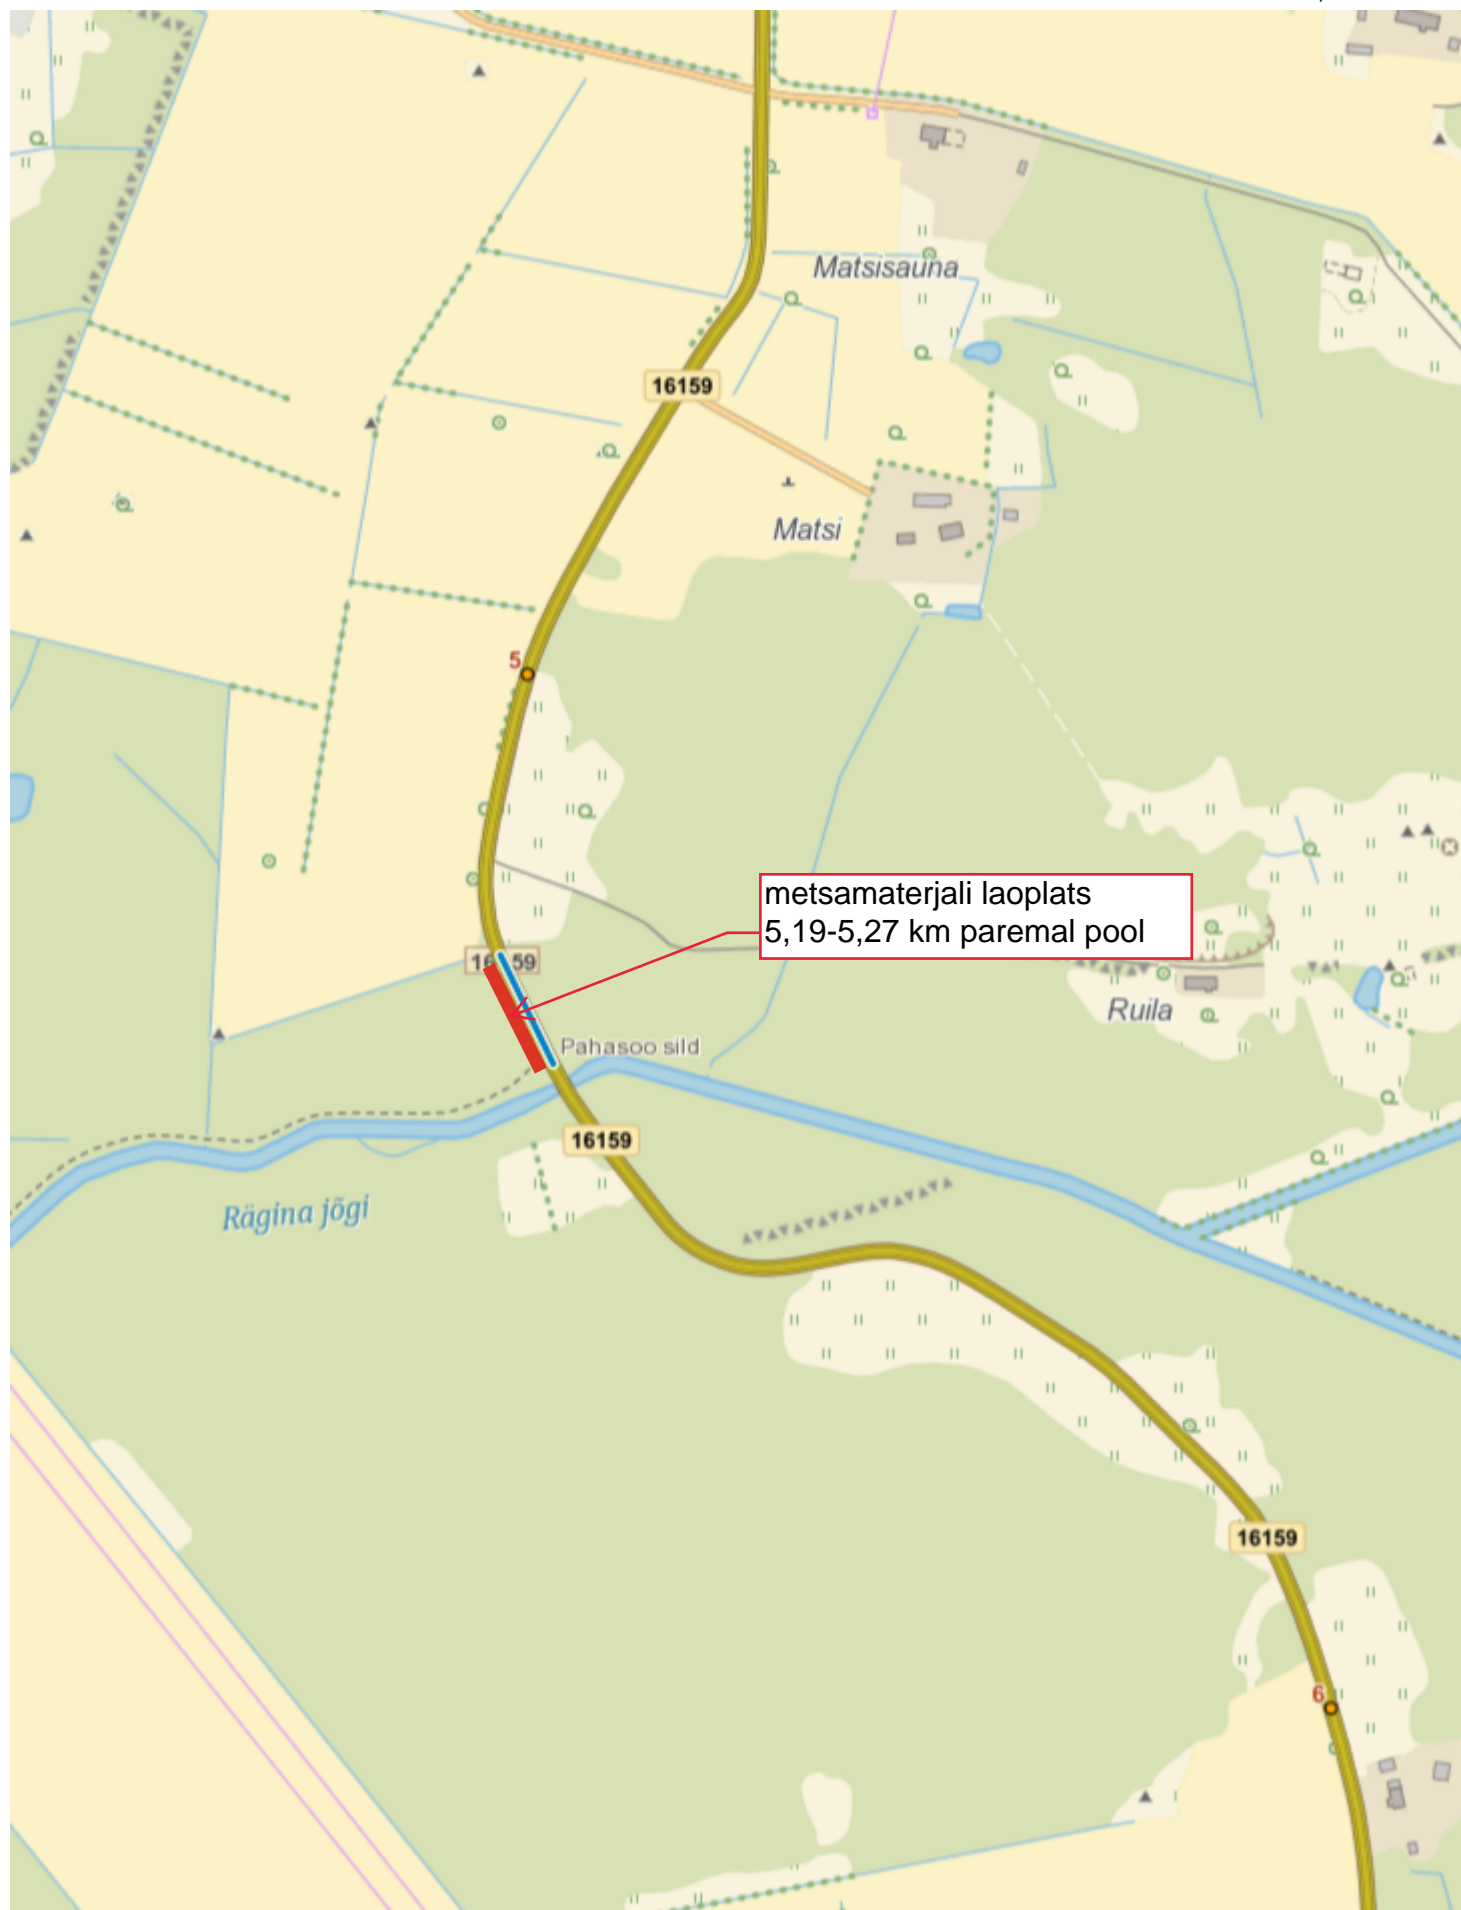 Matsisauna
16159
Matsi
5
metsamaterjali laoplats
5,19-5,27 km paremal pool
16159
Ruila
Pahasoo sild
16159
Rägina jõgi
16159
6